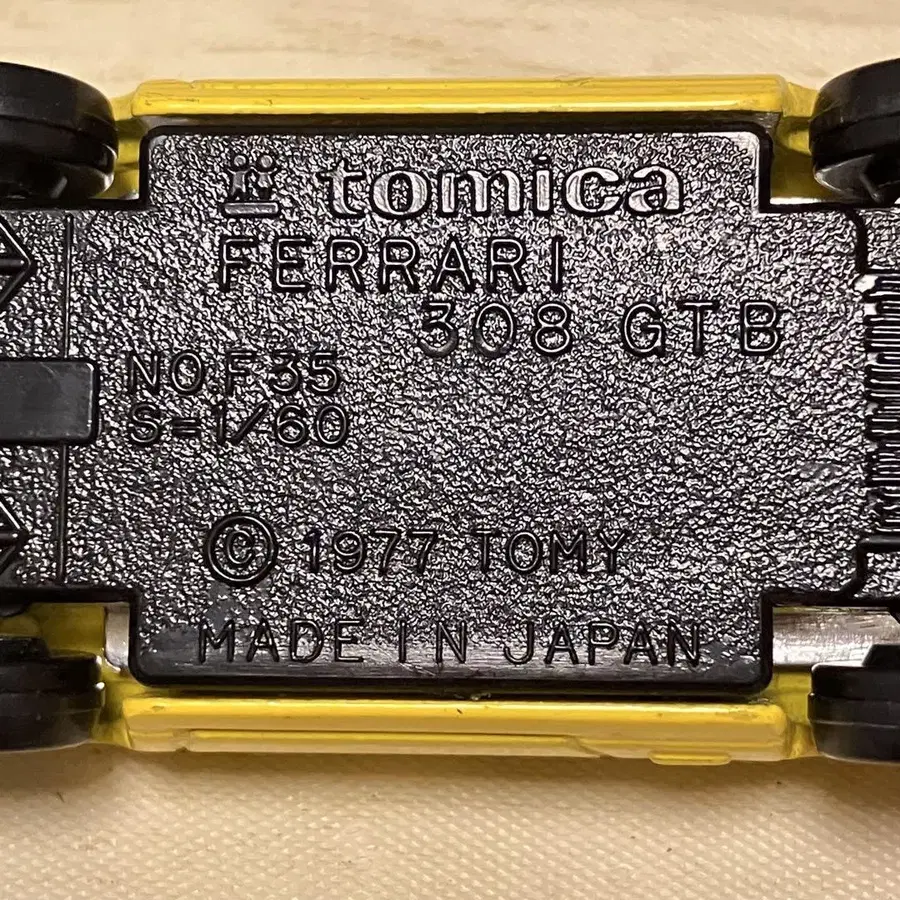 tomica
FERRARI
308 GTB
NO.F35
S=1/60
© 1977 TOMY
MADE IN JAPAN